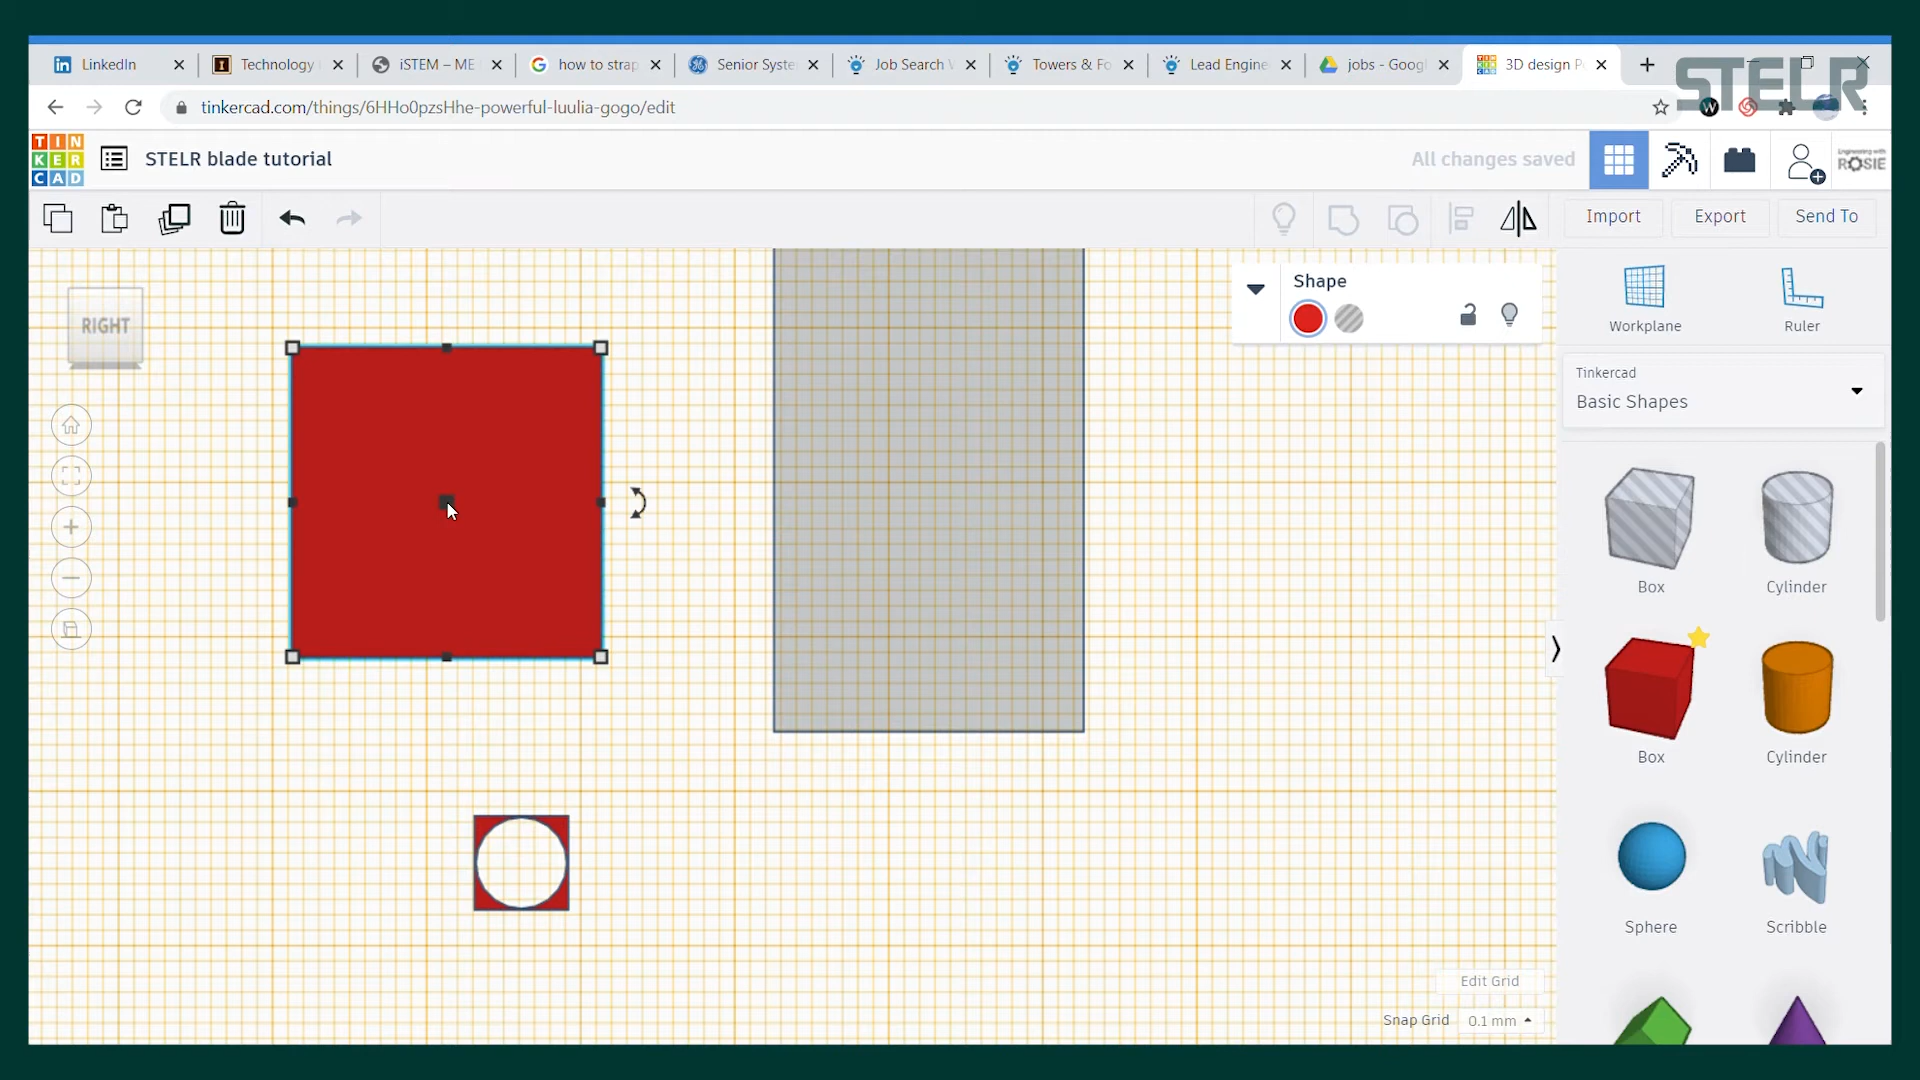 LinkedIn
Technology
iSTEM – ME
how to strap
Senior Syste
Job Search V
Towers & Fo
Lead Engine
jobs - Googl
3D design P
STELR
tinkercad.com/things/6HHo0pzsHhe-powerful-luulia-gogo/edit
W
TIN
KER
CAD
STELR blade tutorial
All changes saved
Engineering with
ROSIE
Import
Export
Send To
RIGHT
Shape
Workplane
Ruler
Tinkercad
Basic Shapes
Box
Cylinder
Box
Cylinder
Sphere
Scribble
Edit Grid
Snap Grid
0.1 mm